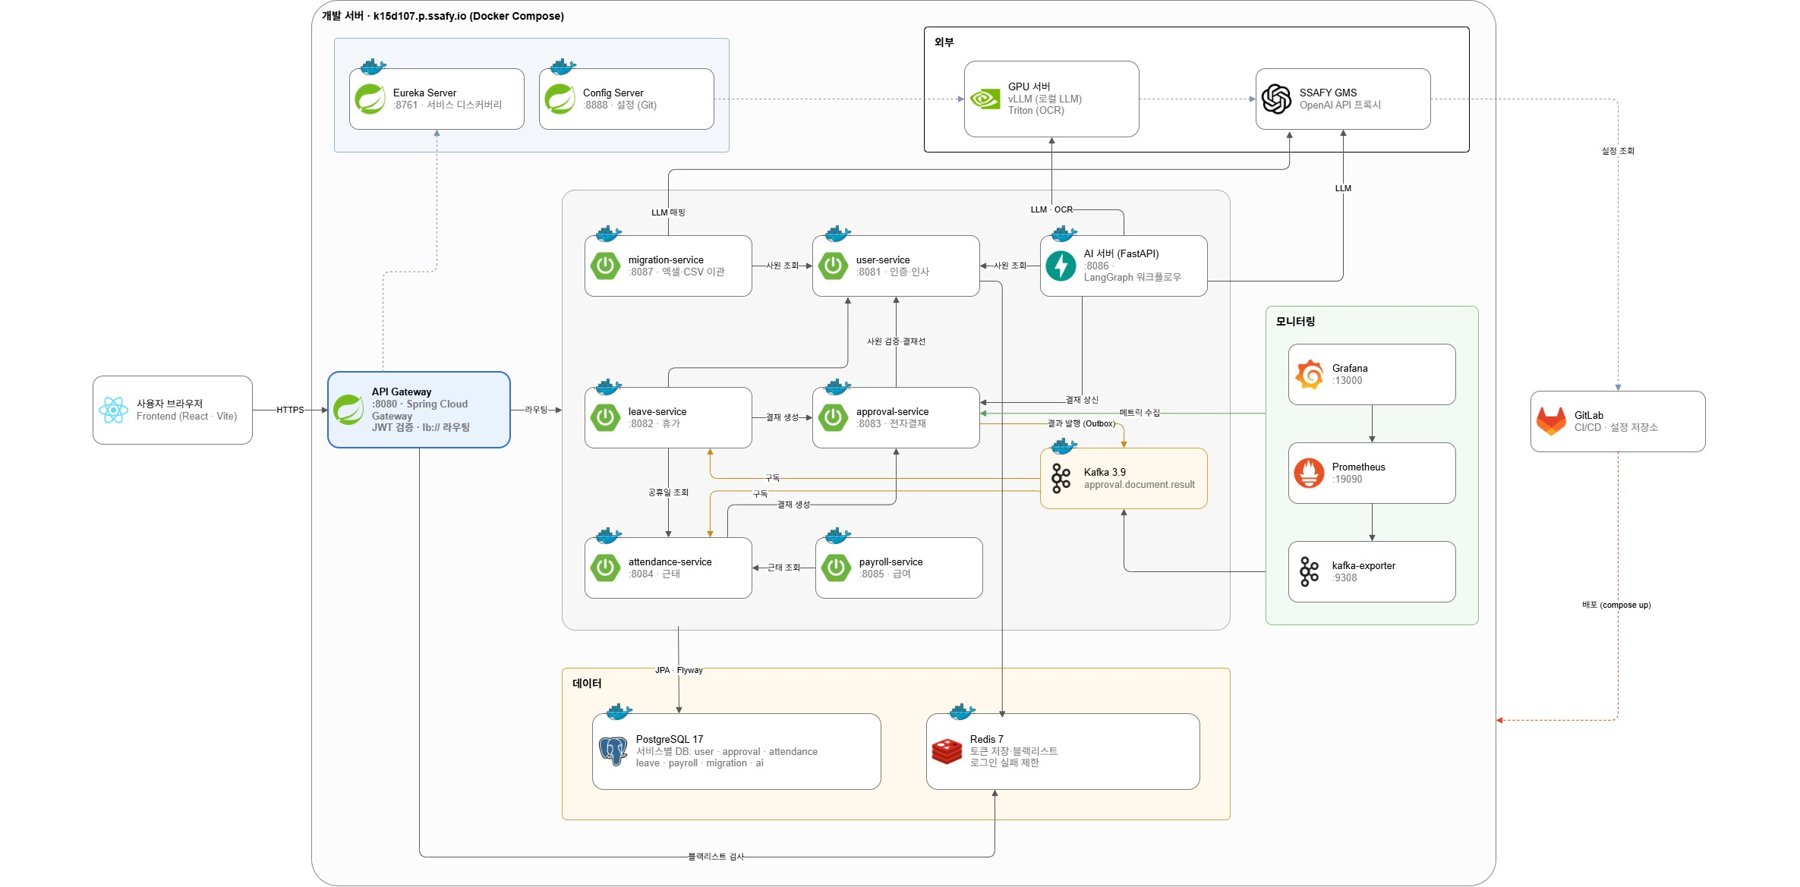 개발 서버 · k15d107.p.ssafy.io (Docker Compose)
Eureka Server
:8761 · 서비스 디스커버리
Config Server
:8888 · 설정 (Git)
외부
GPU 서버
vLLM (로컬 LLM)
Triton (OCR)
SSAFY GMS
OpenAI API 프록시
설정 조회
LLM
LLM 매핑
LLM · OCR
migration-service
:8087 · 엑셀·CSV 이관
사원 조회
user-service
:8081 · 인증·인사
사원 조회
AI 서버 (FastAPI)
:8086 ·
LangGraph 워크플로우
모니터링
사원 검증·결재선
Grafana
:13000
사용자 브라우저
Frontend (React · Vite)
HTTPS
API Gateway
:8080 · Spring Cloud
Gateway
JWT 검증 · lb:// 라우팅
라우팅
leave-service
:8082 · 휴가
결재 생성
approval-service
:8083 · 전자결재
결재 상신
메트릭 수집
결과 발행 (Outbox)
GitLab
CI/CD · 설정 저장소
Kafka 3.9
approval.document.result
Prometheus
:19090
구독
공휴일 조회
구독
결재 생성
attendance-service
:8084 · 근태
근태 조회
payroll-service
:8085 · 급여
kafka-exporter
:9308
배포 (compose up)
JPA · Flyway
데이터
PostgreSQL 17
서비스별 DB: user · approval · attendance
leave · payroll · migration · ai
Redis 7
토큰 저장·블랙리스트
로그인 실패 제한
블랙리스트 검사